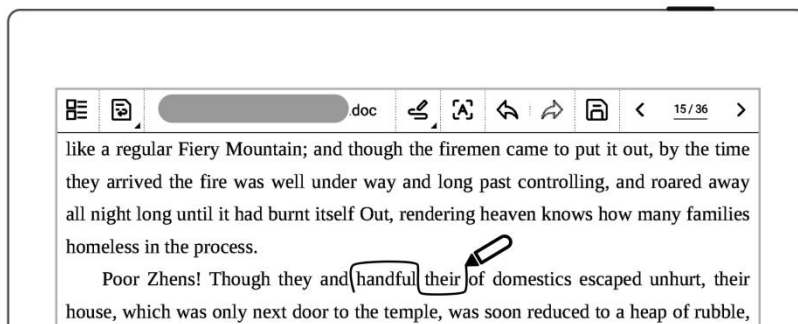 .doc
15/36
like a regular Fiery Mountain; and though the firemen came to put it out, by the time
they arrived the fire was well under way and long past controlling, and roared away
all night long until it had burnt itself Out, rendering heaven knows how many families
homeless in the process.
Poor Zhens! Though they and handful their of domestics escaped unhurt, their
house, which was only next door to the temple, was soon reduced to a heap of rubble,